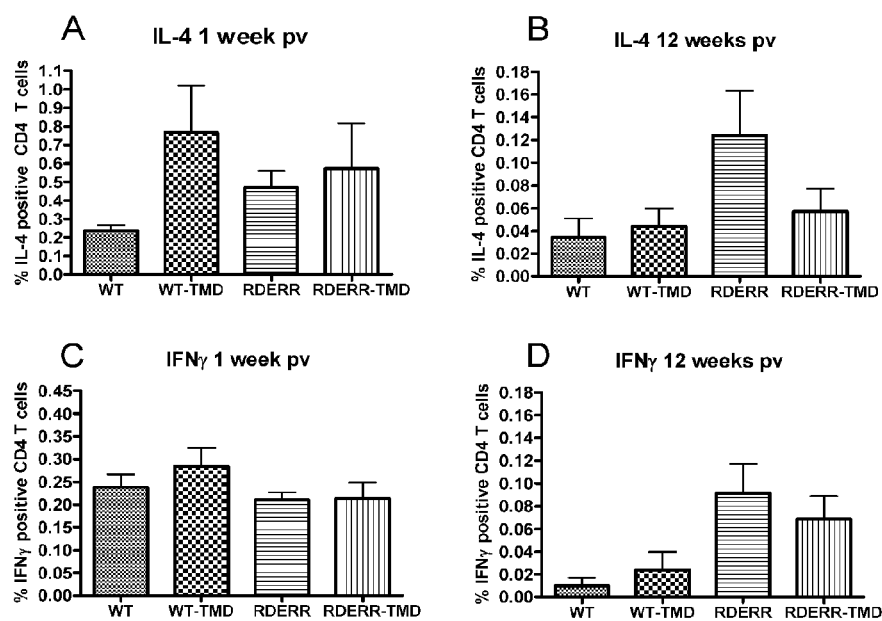 A
IL-4 1 week pv
% IL-4 positive CD4 T cells
1.1
1.0
0.9
0.8
0.7
0.6
0.5
0.4
0.3
0.2
0.1
0.0
WT
WT-TMD
RDERR
RDERR-TMD
B
IL-4 12 weeks pv
% IL-4 positive CD4 T cells
0.18
0.16
0.14
0.12
0.10
0.08
0.06
0.04
0.02
0.00
WT
WT-TMD
RDERR
RDERR-TMD
C
IFNγ 1 week pv
% IFNγ positive CD4 T cells
0.45
0.40
0.35
0.30
0.25
0.20
0.15
0.10
0.05
0.00
WT
WT-TMD
RDERR
RDERR-TMD
D
IFNγ 12 weeks pv
% IFNγ positive CD4 T cells
0.18
0.16
0.14
0.12
0.10
0.08
0.06
0.04
0.02
0.00
WT
WT-TMD
RDERR
RDERR-TMD